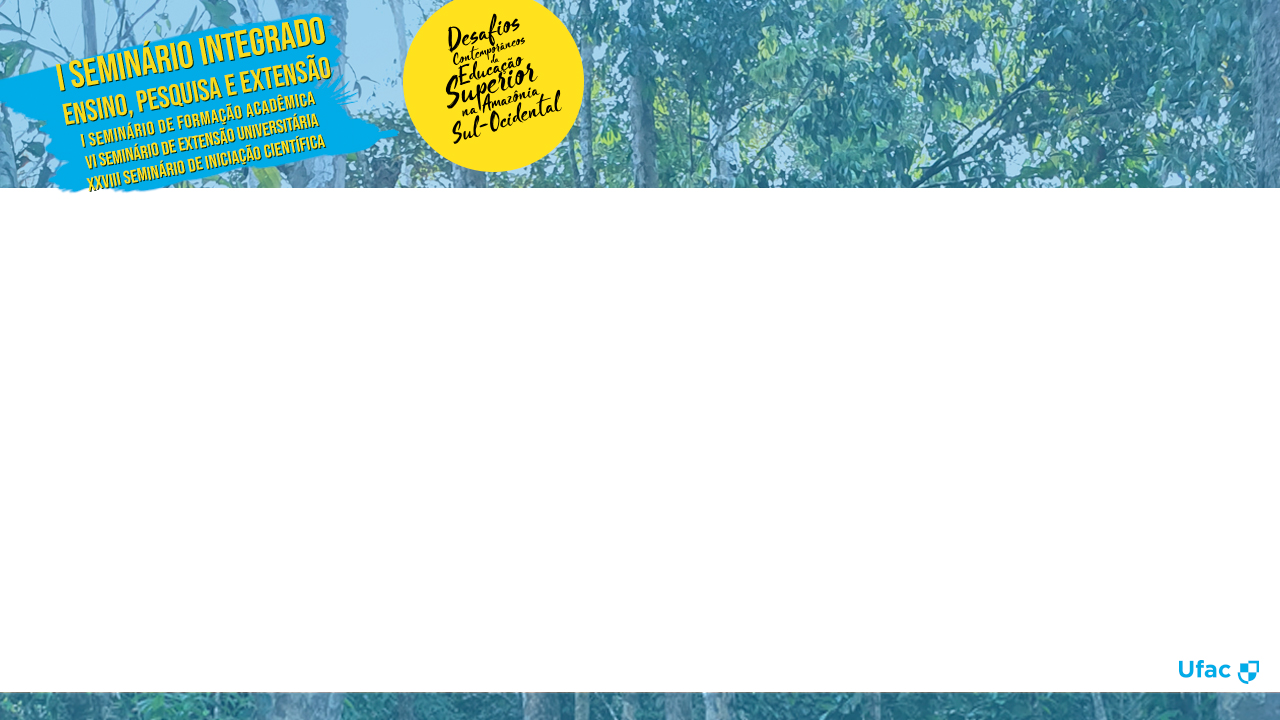 I SEMINÁRIO INTEGRADO
ENSINO, PESQUISA E EXTENSÃO
I SEMINÁRIO DE FORMAÇÃO ACADÊMICA
VI SEMINÁRIO DE EXTENSÃO UNIVERSITÁRIA
XXVIII SEMINÁRIO DE INICIAÇÃO CIENTÍFICA
Desafios
Contemporâneos
da
Educação
Superior
na Amazônia
Sul-Ocidental
Ufac